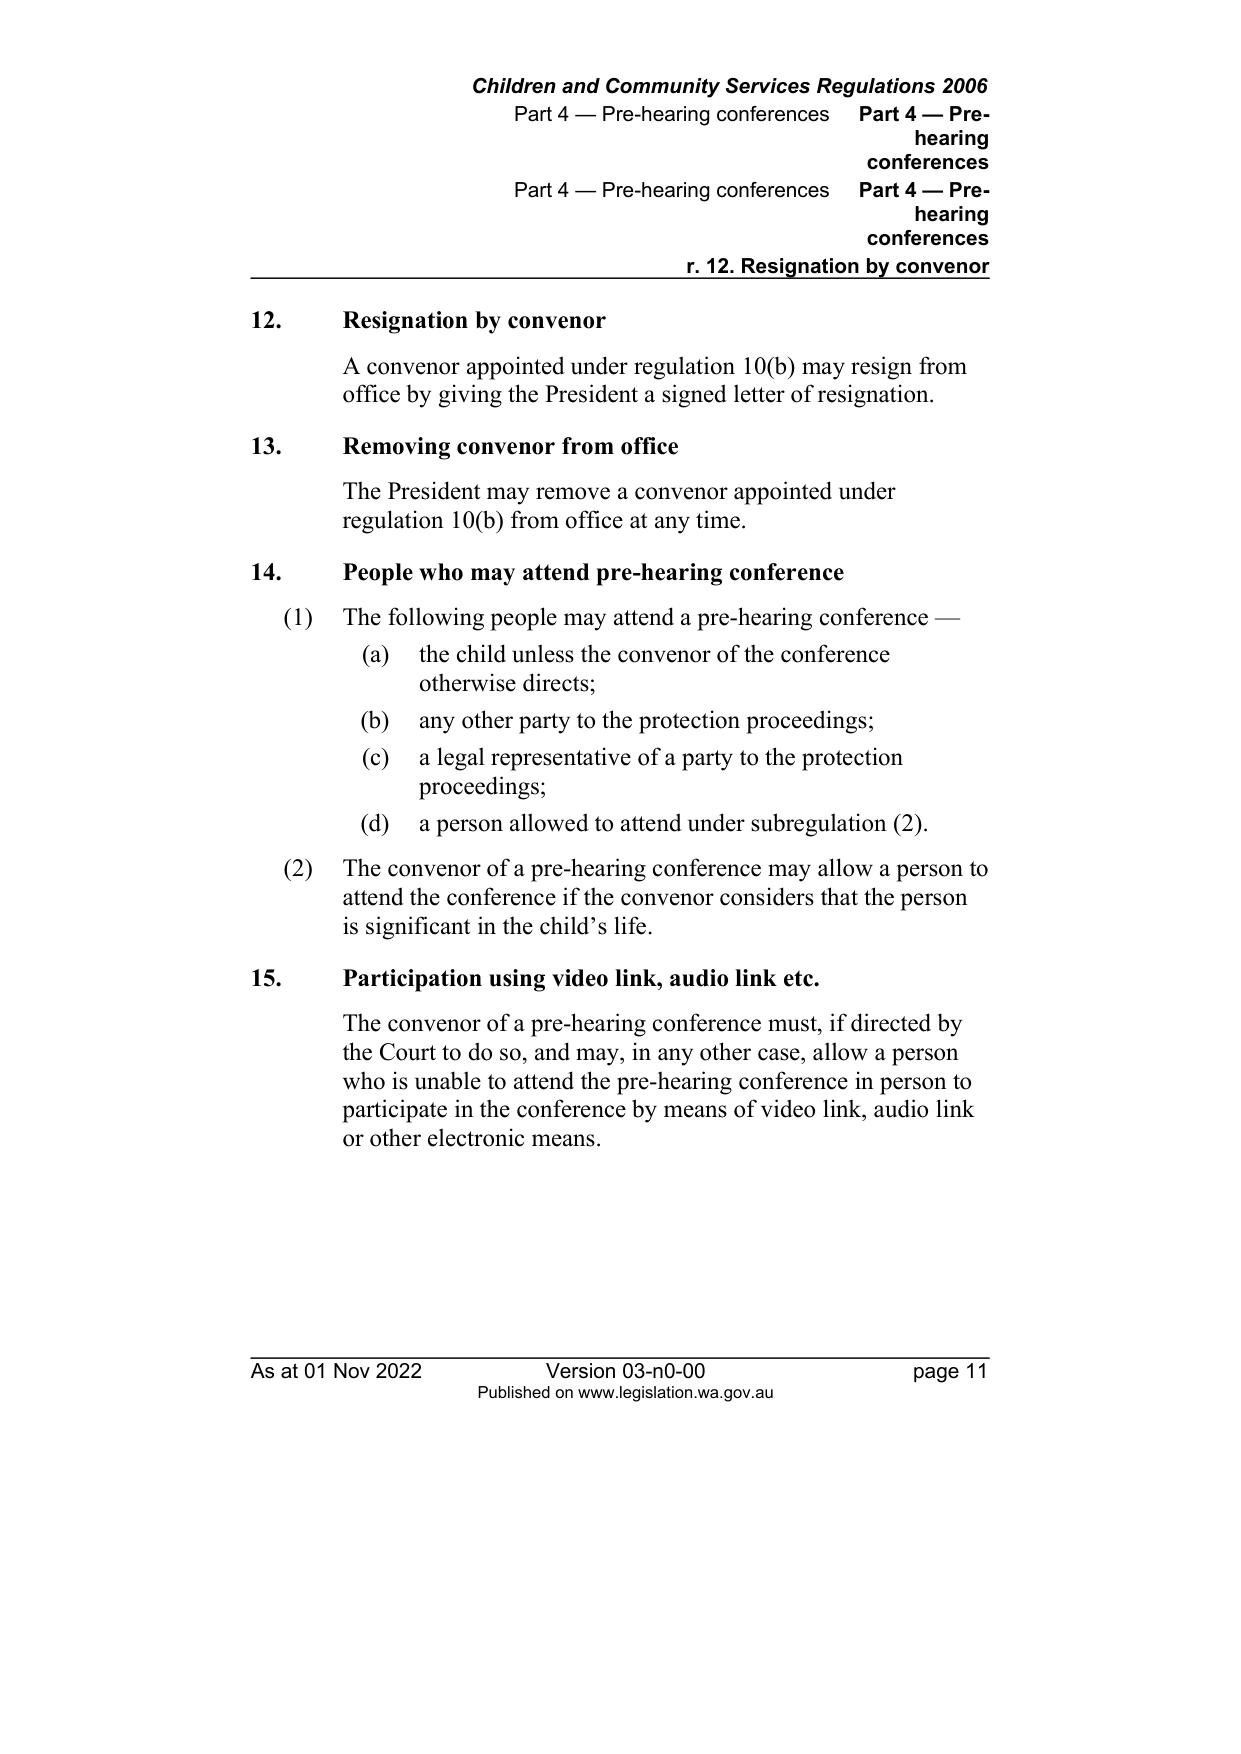 Children and Community Services Regulations 2006
Part 4 — Pre-hearing conferences Part 4 — Pre-
hearing
conferences
Part 4 — Pre-hearing conferences Part 4 — Pre-
hearing
conferences
r. 12. Resignation by convenor
12. Resignation by convenor
A convenor appointed under regulation 10(b) may resign from
office by giving the President a signed letter of resignation.
13. Removing convenor from office
The President may remove a convenor appointed under
regulation 10(b) from office at any time.
14. People who may attend pre-hearing conference
(1) The following people may attend a pre-hearing conference —
(a) the child unless the convenor of the conference
otherwise directs;
(b) any other party to the protection proceedings;
(c) a legal representative of a party to the protection
proceedings;
(d) a person allowed to attend under subregulation (2).
(2) The convenor of a pre-hearing conference may allow a person to
attend the conference if the convenor considers that the person
is significant in the child’s life.
15. Participation using video link, audio link etc.
The convenor of a pre-hearing conference must, if directed by
the Court to do so, and may, in any other case, allow a person
who is unable to attend the pre-hearing conference in person to
participate in the conference by means of video link, audio link
or other electronic means.
As at 01 Nov 2022 Version 03-n0-00 page 11
Published on www.legislation.wa.gov.au